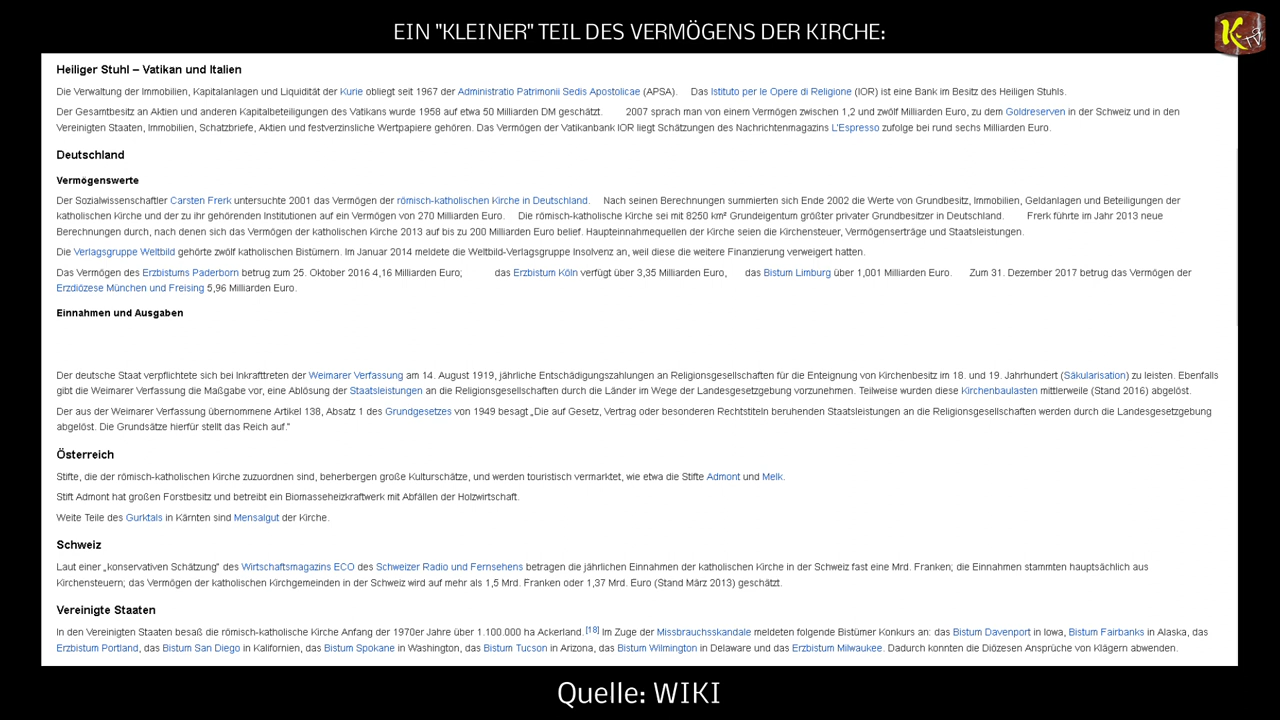 EIN "KLEINER" TEIL DES VERMÖGENS DER KIRCHE:
K TV
Heiliger Stuhl – Vatikan und Italien
Die Verwaltung der Immobilien, Kapitalanlagen und Liquidität der Kurie obliegt seit 1967 der Administratio Patrimonii Sedis Apostolicae (APSA). Das Istituto per le Opere di Religione (IOR) ist eine Bank im Besitz des Heiligen Stuhls.
Der Gesamtbesitz an Aktien und anderen Kapitalbeteiligungen des Vatikans wurde 1958 auf etwa 50 Milliarden DM geschätzt. 2007 sprach man von einem Vermögen zwischen 1,2 und zwölf Milliarden Euro, zu dem Goldreserven in der Schweiz und in den
Vereinigten Staaten, Immobilien, Schatzbriefe, Aktien und festverzinsliche Wertpapiere gehören. Das Vermögen der Vatikanbank IOR liegt Schätzungen des Nachrichtenmagazins L'Espresso zufolge bei rund sechs Milliarden Euro.
Deutschland
Vermögenswerte
Der Sozialwissenschaftler Carsten Frerk untersuchte 2001 das Vermögen der römisch-katholischen Kirche in Deutschland. Nach seinen Berechnungen summierten sich Ende 2002 die Werte von Grundbesitz, Immobilien, Geldanlagen und Beteiligungen der
katholischen Kirche und der zu ihr gehörenden Institutionen auf ein Vermögen von 270 Milliarden Euro. Die römisch-katholische Kirche sei mit 8250 km² Grundeigentum größter privater Grundbesitzer in Deutschland. Frerk führte im Jahr 2013 neue
Berechnungen durch, nach denen sich das Vermögen der katholischen Kirche 2013 auf bis zu 200 Milliarden Euro belief. Haupteinnahmequellen der Kirche seien die Kirchensteuer, Vermögenserträge und Staatsleistungen.
Die Verlagsgruppe Weltbild gehörte zwölf katholischen Bistümern. Im Januar 2014 meldete die Weltbild-Verlagsgruppe Insolvenz an, weil diese die weitere Finanzierung verweigert hatten.
Das Vermögen des Erzbistums Paderborn betrug zum 25. Oktober 2016 4,16 Milliarden Euro; das Erzbistum Köln verfügt über 3,35 Milliarden Euro, das Bistum Limburg über 1,001 Milliarden Euro. Zum 31. Dezember 2017 betrug das Vermögen der
Erzdiözese München und Freising 5,96 Milliarden Euro.
Einnahmen und Ausgaben
Der deutsche Staat verpflichtete sich bei Inkrafttreten der Weimarer Verfassung am 14. August 1919, jährliche Entschädigungszahlungen an Religionsgesellschaften für die Enteignung von Kirchenbesitz im 18. und 19. Jahrhundert (Säkularisation) zu leisten. Ebenfalls
gibt die Weimarer Verfassung die Maßgabe vor, eine Ablösung der Staatsleistungen an die Religionsgesellschaften durch die Länder im Wege der Landesgesetzgebung vorzunehmen. Teilweise wurden diese Kirchenbaulasten mittlerweile (Stand 2016) abgelöst.
Der aus der Weimarer Verfassung übernommene Artikel 138, Absatz 1 des Grundgesetzes von 1949 besagt „Die auf Gesetz, Vertrag oder besonderen Rechtstiteln beruhenden Staatsleistungen an die Religionsgesellschaften werden durch die Landesgesetzgebung
abgelöst. Die Grundsätze hierfür stellt das Reich auf.“
Österreich
Stifte, die der römisch-katholischen Kirche zuzuordnen sind, beherbergen große Kulturschätze, und werden touristisch vermarktet, wie etwa die Stifte Admont und Melk.
Stift Admont hat großen Forstbesitz und betreibt ein Biomasseheizkraftwerk mit Abfällen der Holzwirtschaft.
Weite Teile des Gurktals in Kärnten sind Mensalgut der Kirche.
Schweiz
Laut einer „konservativen Schätzung“ des Wirtschaftsmagazins ECO des Schweizer Radio und Fernsehens betragen die jährlichen Einnahmen der katholischen Kirche in der Schweiz fast eine Mrd. Franken; die Einnahmen stammten hauptsächlich aus
Kirchensteuern; das Vermögen der katholischen Kirchgemeinden in der Schweiz wird auf mehr als 1,5 Mrd. Franken oder 1,37 Mrd. Euro (Stand März 2013) geschätzt.
Vereinigte Staaten
In den Vereinigten Staaten besaß die römisch-katholische Kirche Anfang der 1970er Jahre über 1.100.000 ha Ackerland.[18] Im Zuge der Missbrauchsskandale meldeten folgende Bistümer Konkurs an: das Bistum Davenport in Iowa, Bistum Fairbanks in Alaska, das
Erzbistum Portland, das Bistum San Diego in Kalifornien, das Bistum Spokane in Washington, das Bistum Tucson in Arizona, das Bistum Wilmington in Delaware und das Erzbistum Milwaukee. Dadurch konnten die Diözesen Ansprüche von Klägern abwenden.
Quelle: WIKI